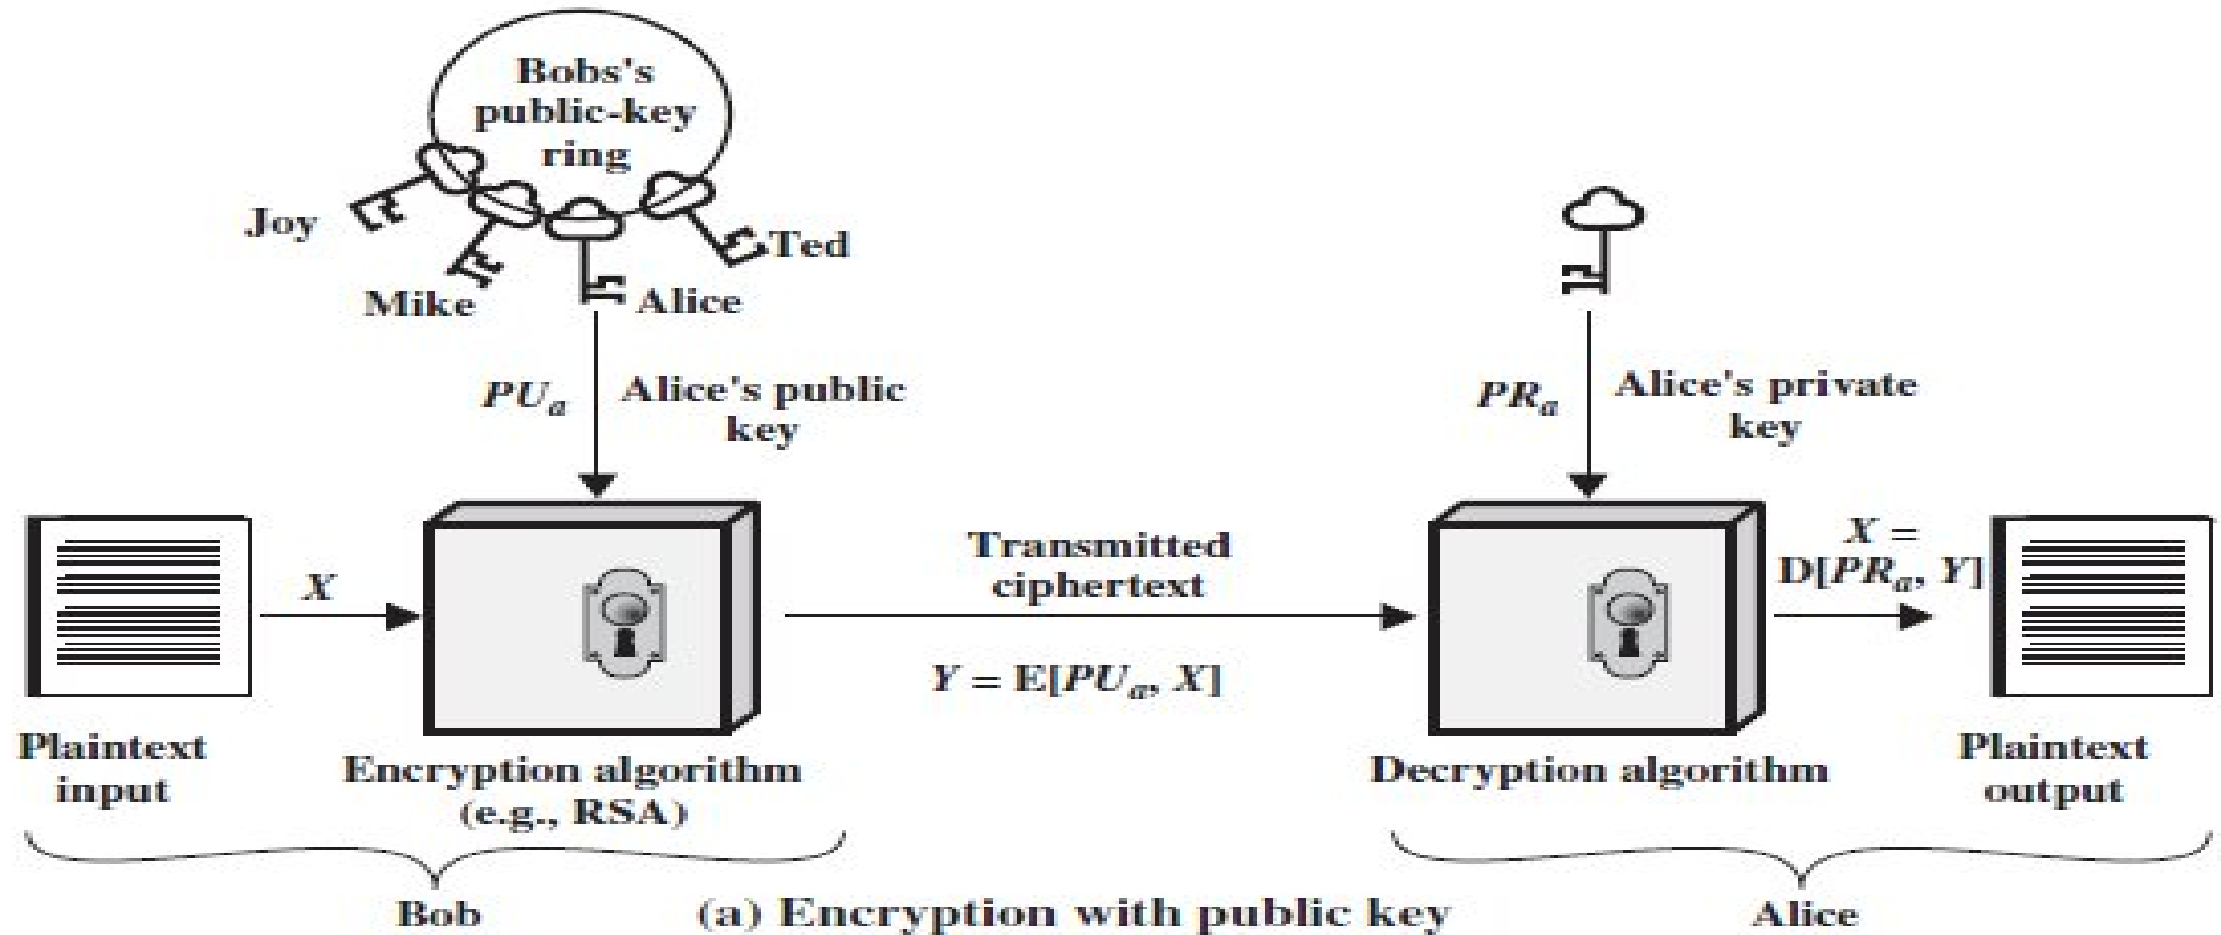 Bobs's
public-key
ring
Joy
Ted
Mike
Alice
PUa
Alice's public
key
PRa
Alice's private
key
X
Transmitted
ciphertext
Y = E[PUa, X]
X =
D[PRa, Y]
Plaintext
input
Encryption algorithm
(e.g., RSA)
Decryption algorithm
Plaintext
output
Bob
(a) Encryption with public key
Alice